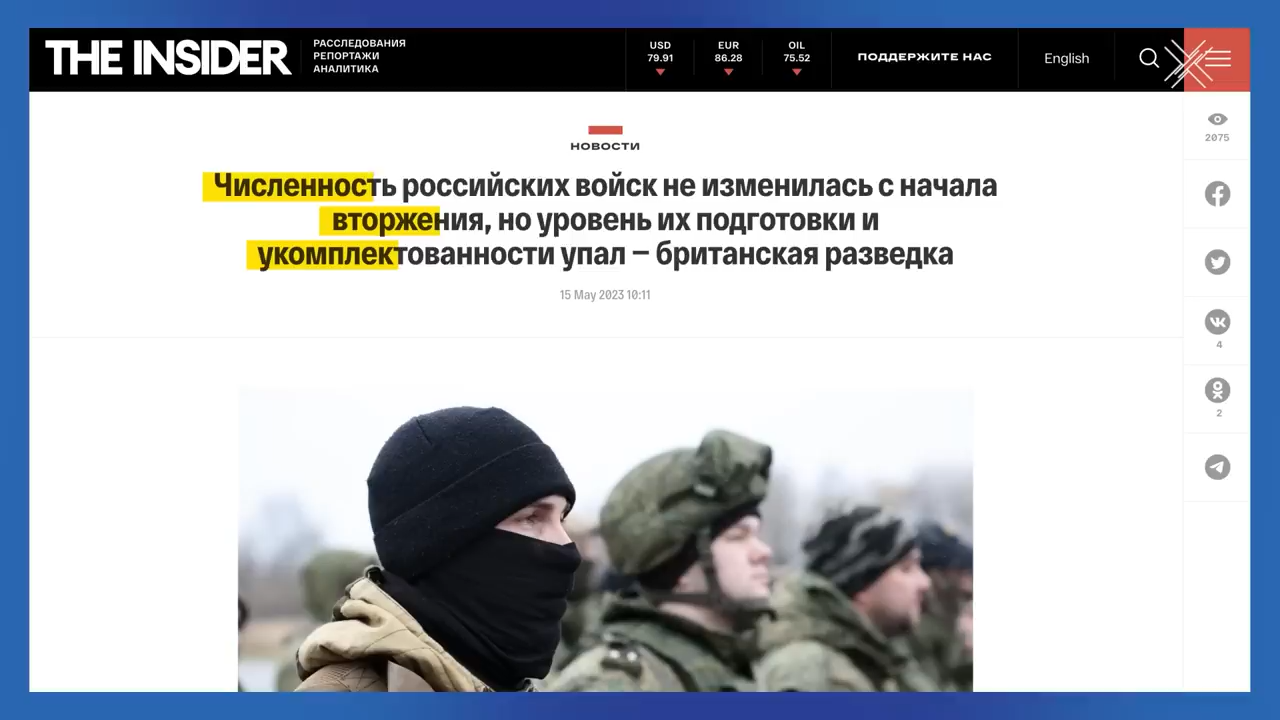 THE INSIDER
РАССЛЕДОВАНИЯ
РЕПОРТАЖИ
АНАЛИТИКА
USD
79.91
EUR
86.28
OIL
75.52
ПОДДЕРЖИТЕ НАС
English
2075
НОВОСТИ
Численность российских войск не изменилась с начала
вторжения, но уровень их подготовки и
укомплектованности упал — британская разведка
15 May 2023 10:11
4
2